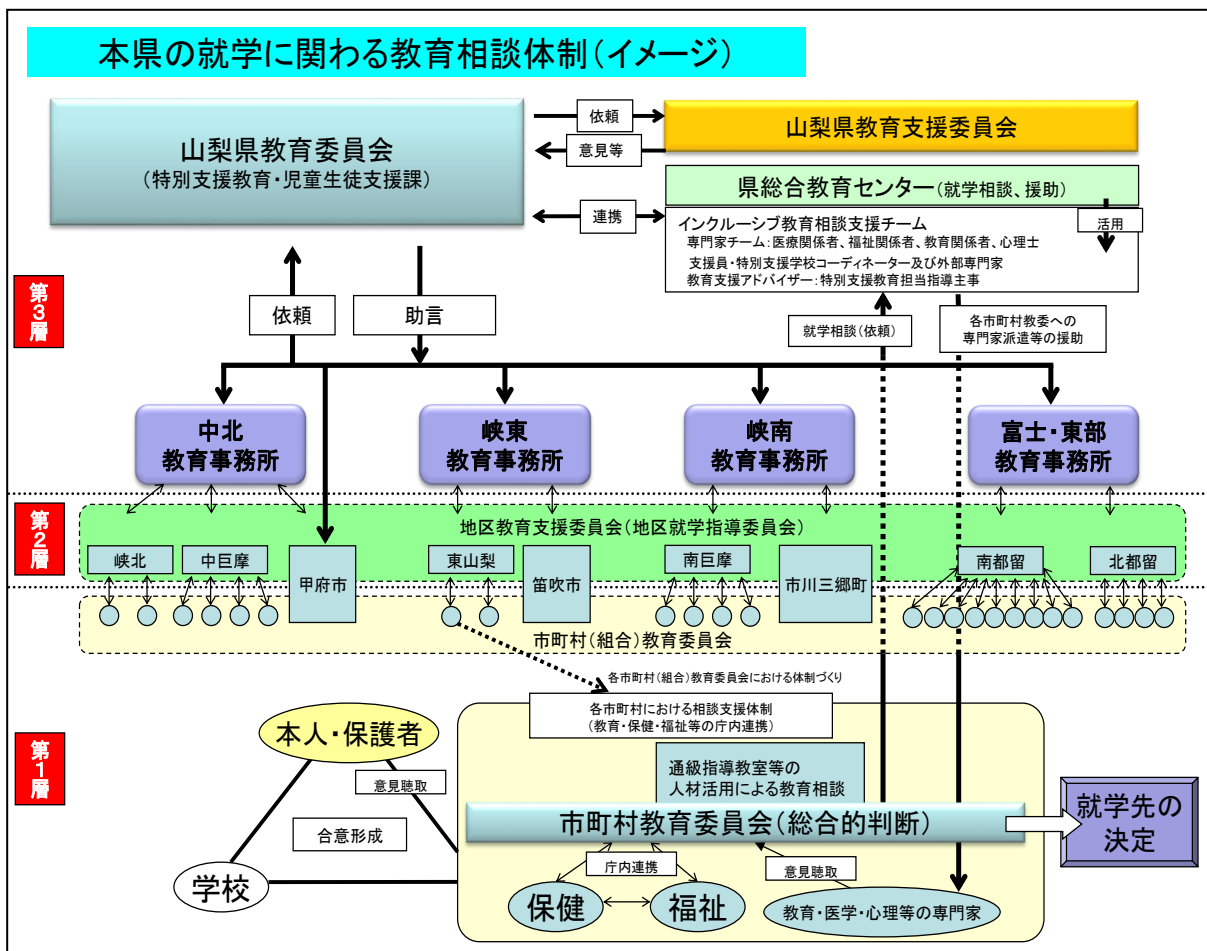 本県の就学に関わる教育相談体制(イメージ)
山梨県教育委員会
(特別支援教育・児童生徒支援課)
依頼
意見等
連携
山梨県教育支援委員会
県総合教育センター(就学相談、援助)
活用
インクルーシブ教育相談支援チーム
専門家チーム:医療関係者、福祉関係者、教育関係者、心理士
支援員・特別支援学校コーディネーター及び外部専門家
教育支援アドバイザー:特別支援教育担当指導主事
第3層
依頼
助言
就学相談(依頼)
各市町村教委への
専門家派遣等の援助
中北
教育事務所
峡東
教育事務所
峡南
教育事務所
富士・東部
教育事務所
第2層
地区教育支援委員会(地区就学指導委員会)
峡北
中巨摩
甲府市
東山梨
笛吹市
南巨摩
市川三郷町
南都留
北都留
市町村(組合)教育委員会
各市町村(組合)教育委員会における体制づくり
第1層
本人・保護者
意見聴取
合意形成
学校
各市町村における相談支援体制
(教育・保健・福祉等の庁内連携)
通級指導教室等の
人材活用による教育相談
市町村教育委員会(総合的判断)
就学先の
決定
庁内連携
意見聴取
保健
福祉
教育・医学・心理等の専門家